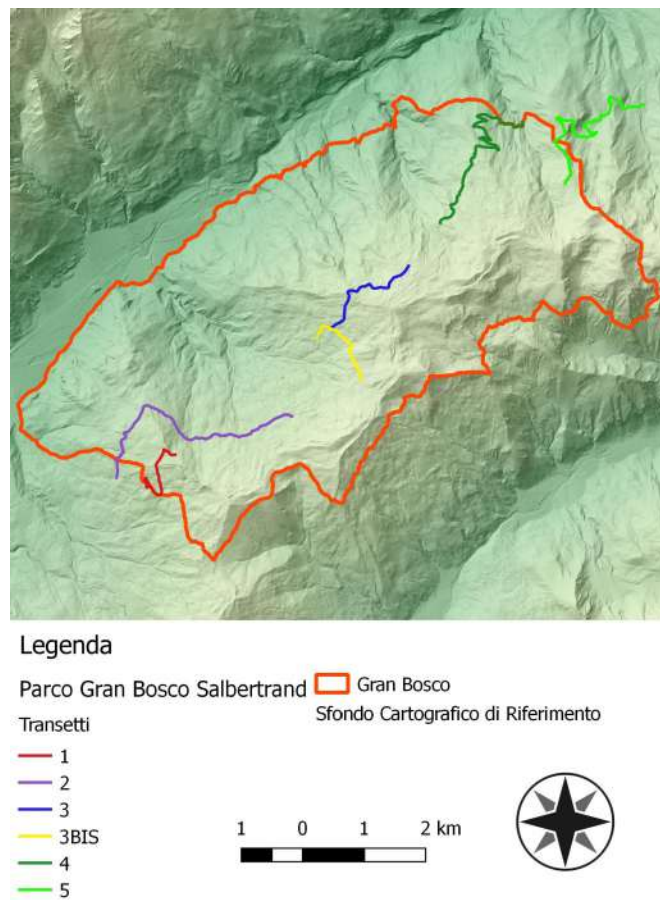 Legenda
Parco Gran Bosco Salbertrand
Gran Bosco
Sfondo Cartografico di Riferimento
Transetti
1
2
3
3BIS
4
5
1 0 1 2 km